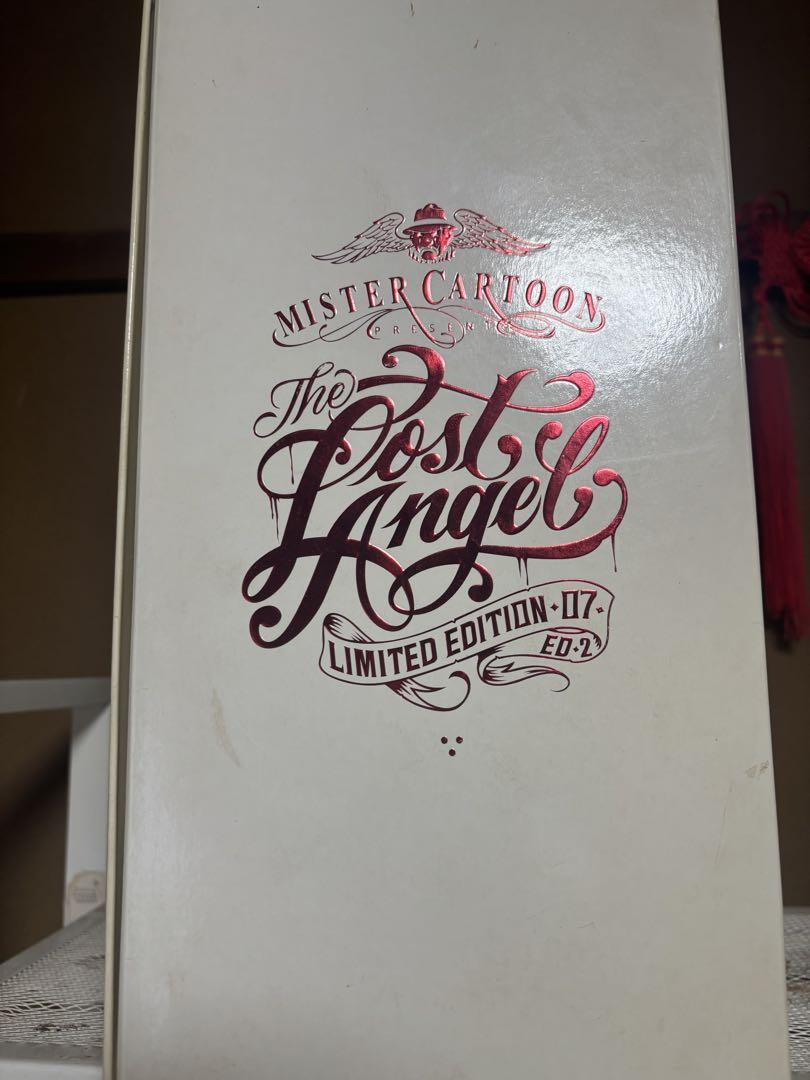 MISTER CARTOON
PRESENTS
The
Lost
Angel
LIMITED EDITION 07
ED 2